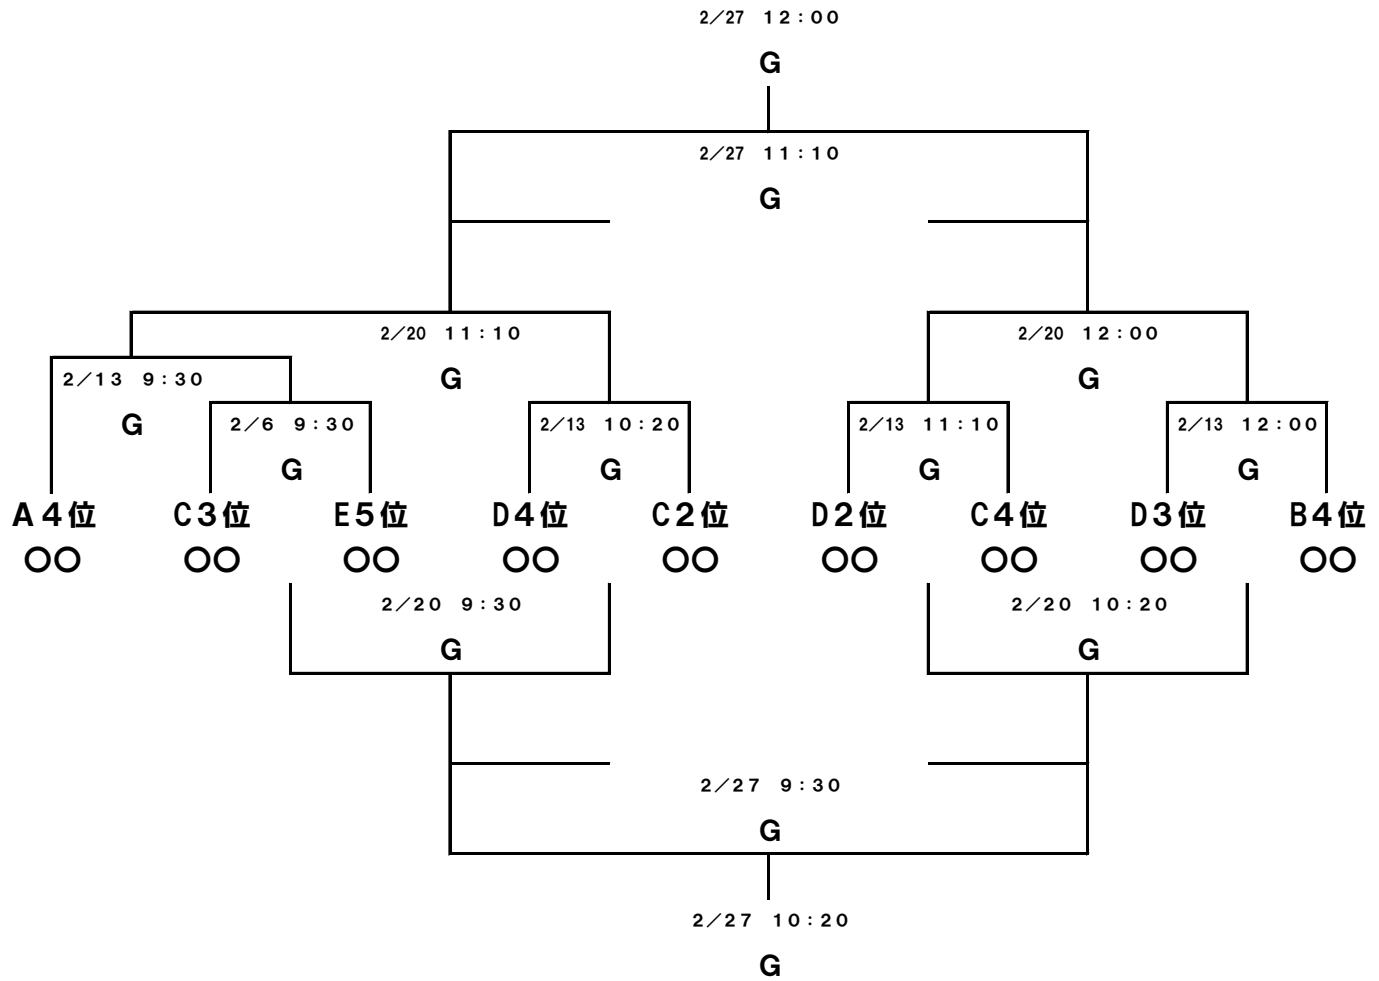 2／27　１２：００
G
2／27　１１：１０
G
2／20　１１：１０
G
2／20　１２：００
G
２／１３　９：３０
G
２／６　９：３０
G
2／13　１０：２０
G
2／13　１１：１０
G
2／13　１２：００
G
Ａ４位　C３位　E５位　D４位　C２位　D２位　C４位　D３位　B４位
○○　○○　○○　○○　○○　○○　○○　○○　○○
２／２０　９：３０
G
２／２０　１０：２０
G
２／２７　９：３０
G
２／２７　１０：２０
G